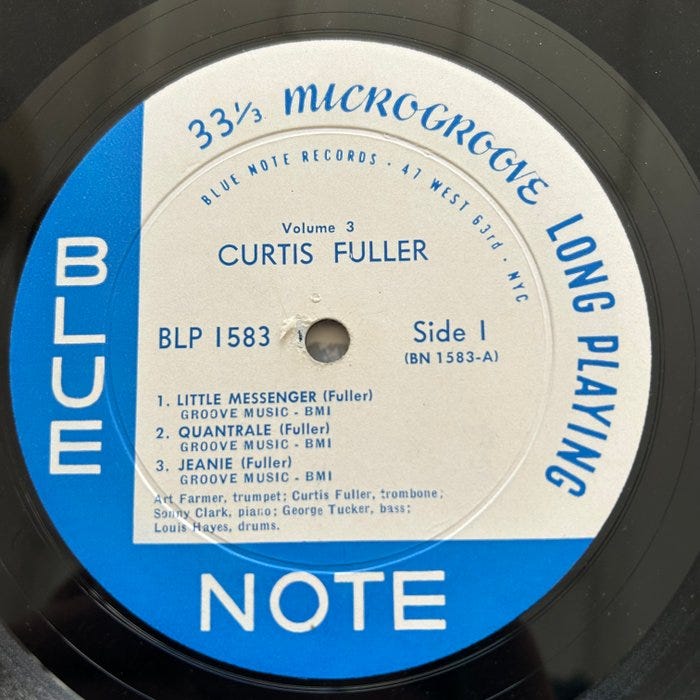 33⅓ MICROGROOVE LONG PLAYING
BLUE NOTE RECORDS · 47 WEST 63rd · NYC
Volume 3
CURTIS FULLER
BLP 1583
Side 1
(BN 1583-A)
1. LITTLE MESSENGER (Fuller)
GROOVE MUSIC - BMI
2. QUANTRALE (Fuller)
GROOVE MUSIC - BMI
3. JEANIE (Fuller)
GROOVE MUSIC - BMI
Art Farmer, trumpet; Curtis Fuller, trombone;
Sonny Clark, piano; George Tucker, bass;
Louis Hayes, drums.
BLUE
NOTE